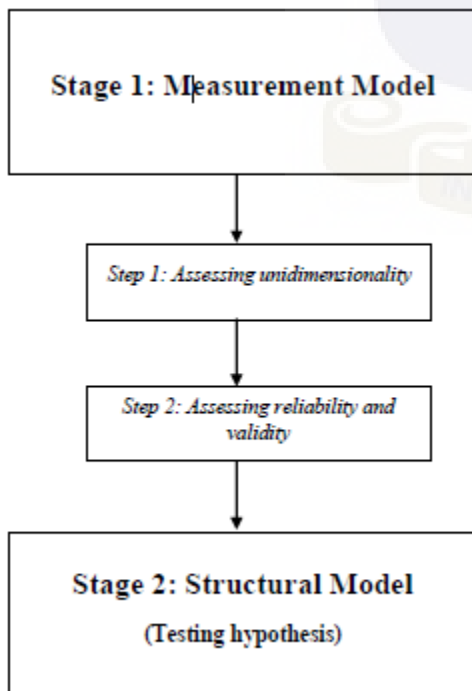 Stage 1: Measurement Model
Step 1: Assessing unidimensionality
Step 2: Assessing reliability and
validity
Stage 2: Structural Model
(Testing hypothesis)